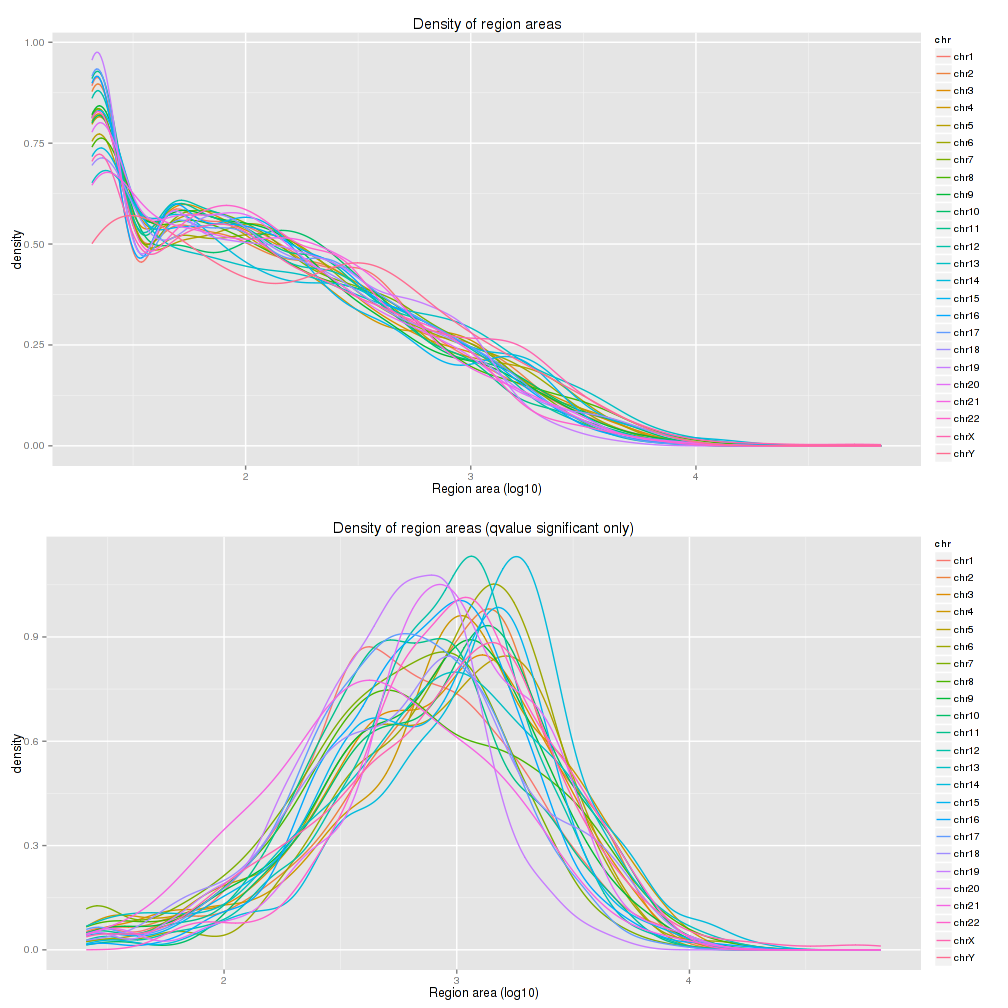 Density of region areas
1.00
0.75
0.50
0.25
0.00
density
2
3
4
Region area (log10)
chr
chr1
chr2
chr3
chr4
chr5
chr6
chr7
chr8
chr9
chr10
chr11
chr12
chr13
chr14
chr15
chr16
chr17
chr18
chr19
chr20
chr21
chr22
chrX
chrY
Density of region areas (qvalue significant only)
0.9
0.6
0.3
0.0
density
2
3
4
Region area (log10)
chr
chr1
chr2
chr3
chr4
chr5
chr6
chr7
chr8
chr9
chr10
chr11
chr12
chr13
chr14
chr15
chr16
chr17
chr18
chr19
chr20
chr21
chr22
chrX
chrY